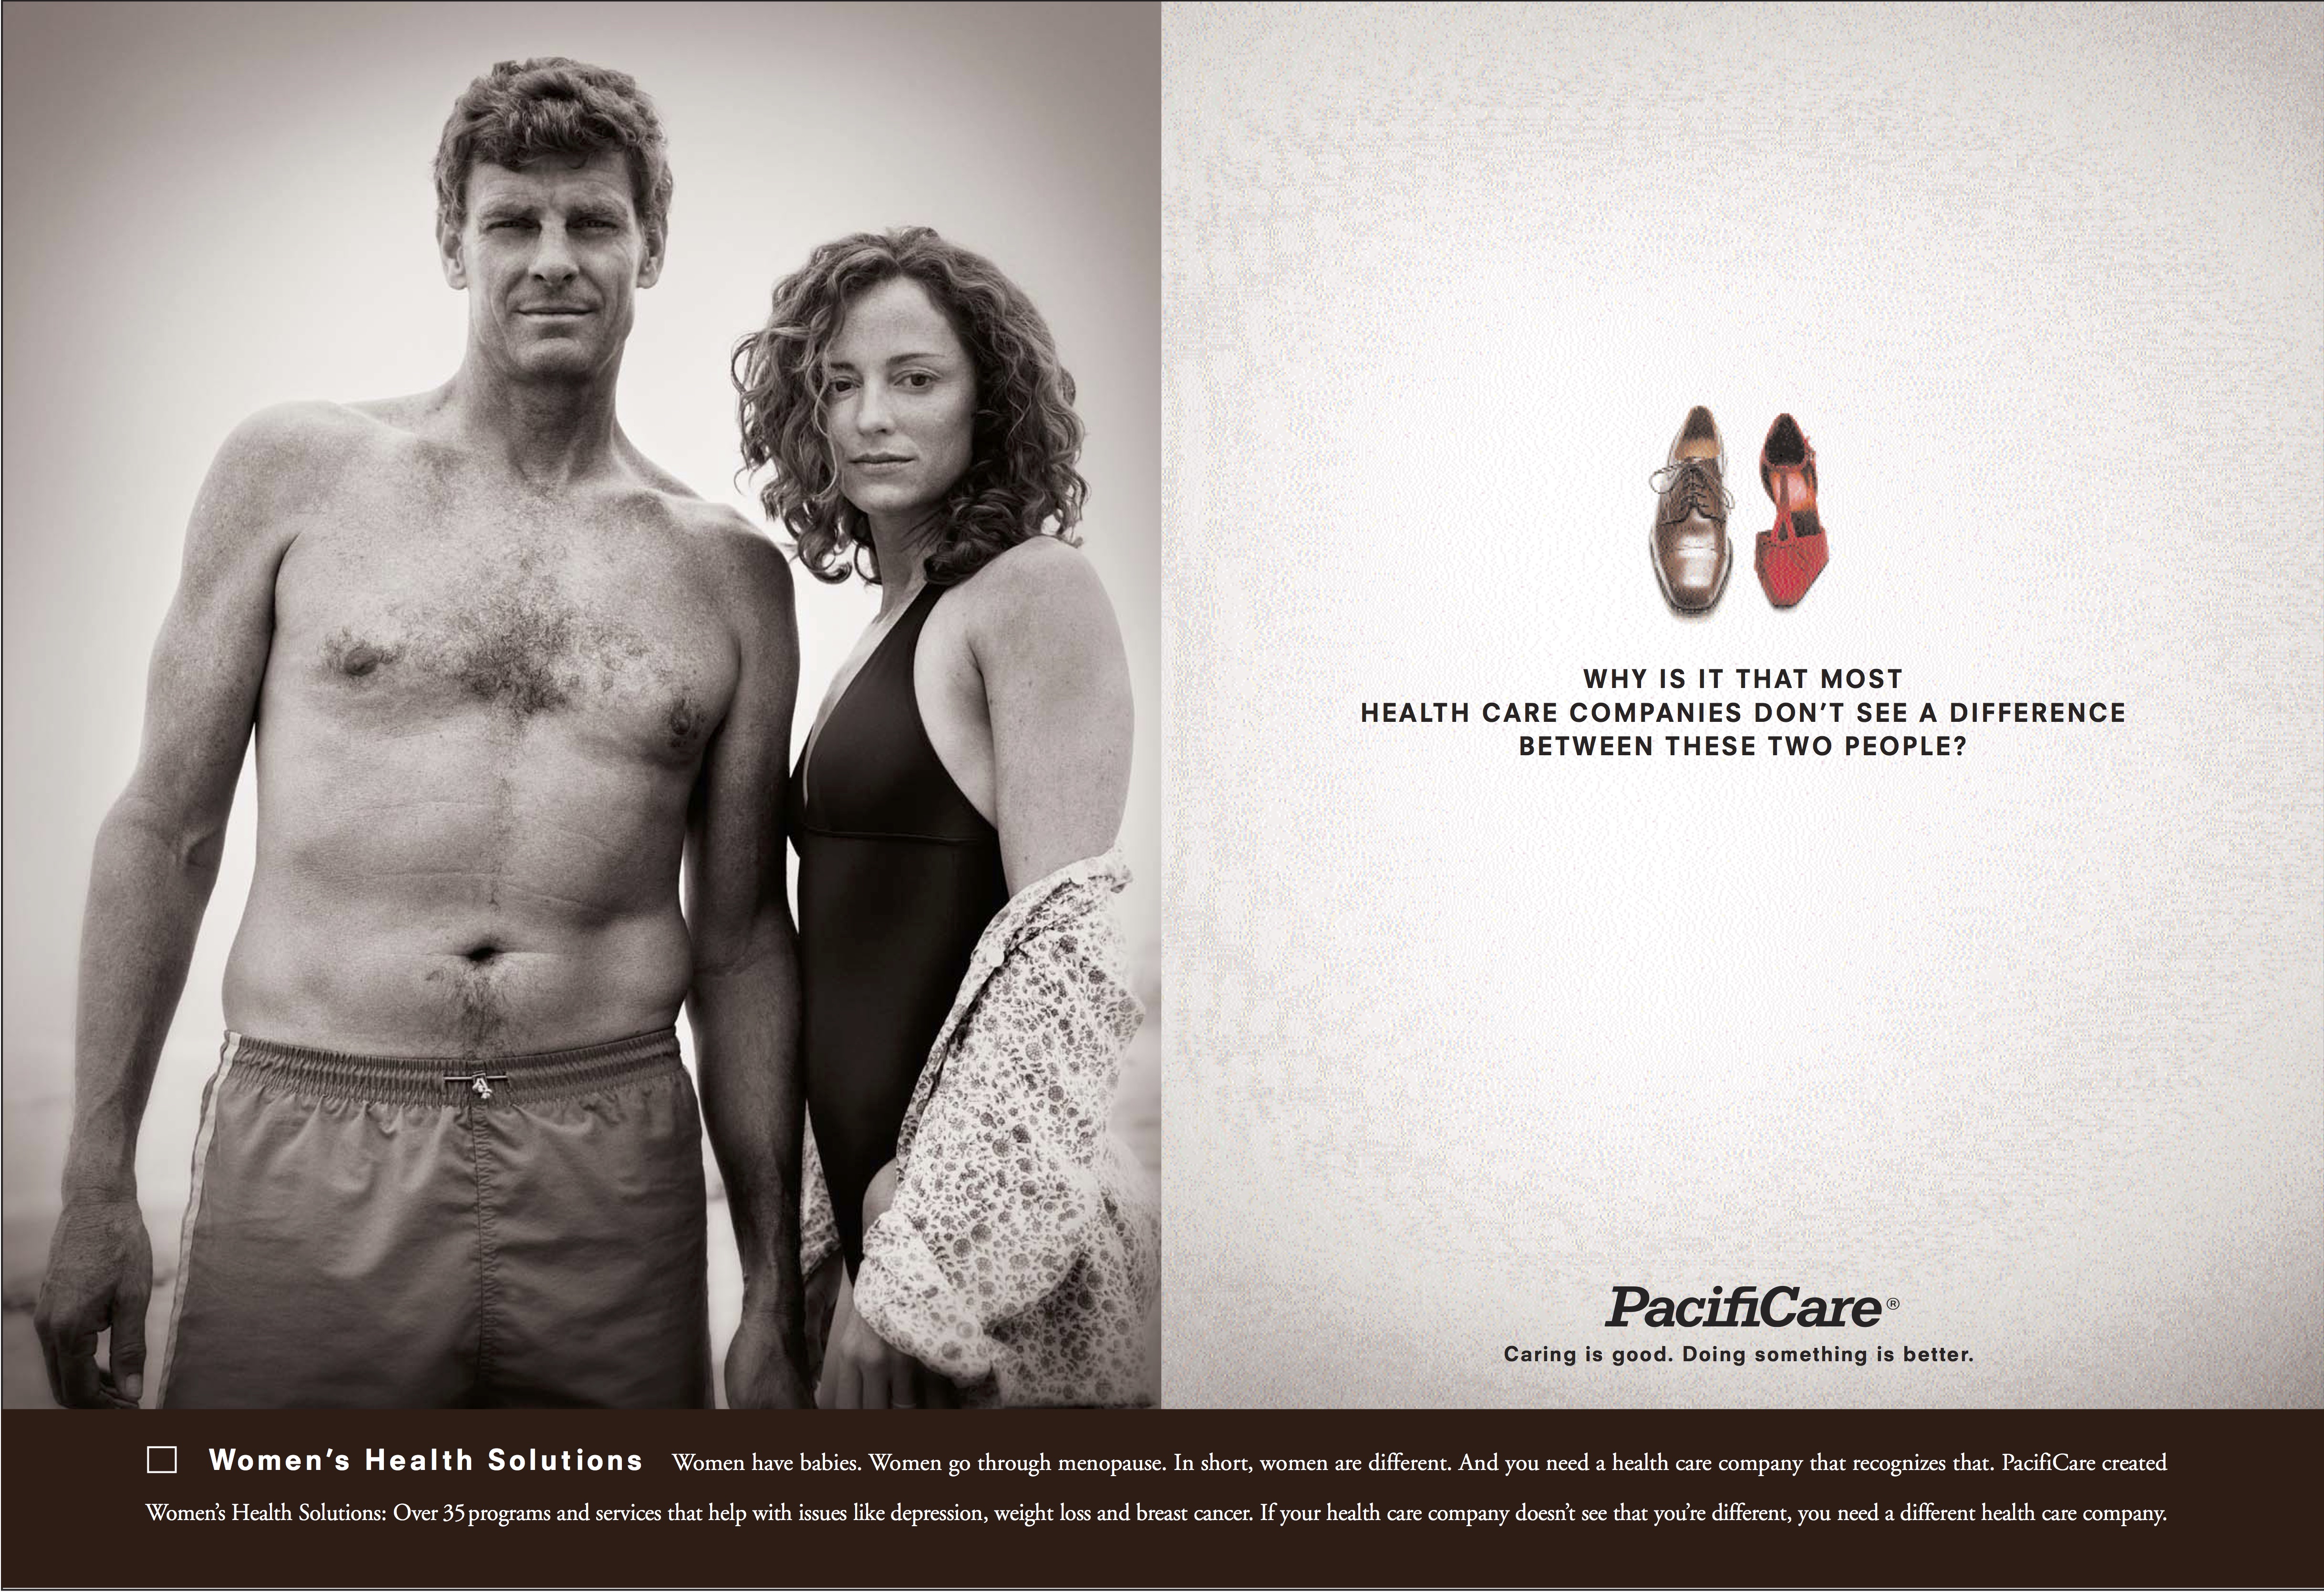 WHY IS IT THAT MOST
HEALTH CARE COMPANIES DON'T SEE A DIFFERENCE
BETWEEN THESE TWO PEOPLE?
PacifiCare®
Caring is good. Doing something is better.
Women's Health Solutions Women have babies. Women go through menopause. In short, women are different. And you need a health care company that recognizes that. PacifiCare created
Women's Health Solutions: Over 35 programs and services that help with issues like depression, weight loss and breast cancer. If your health care company doesn't see that you're different, you need a different health care company.